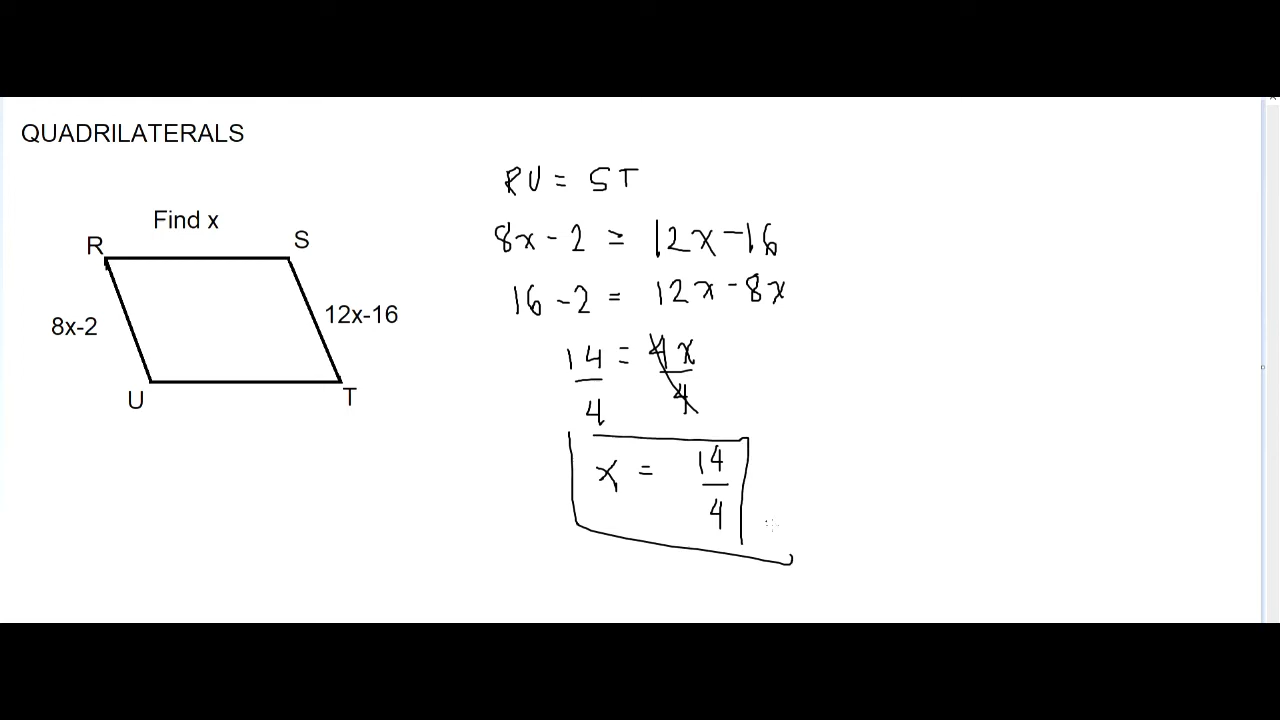 QUADRILATERALS
Find x
R
S
8x-2
12x-16
U
T
RU = ST
8x - 2 = 12x - 16
16 - 2 = 12x - 8x
14 = 4x
4 4
x = 14
4